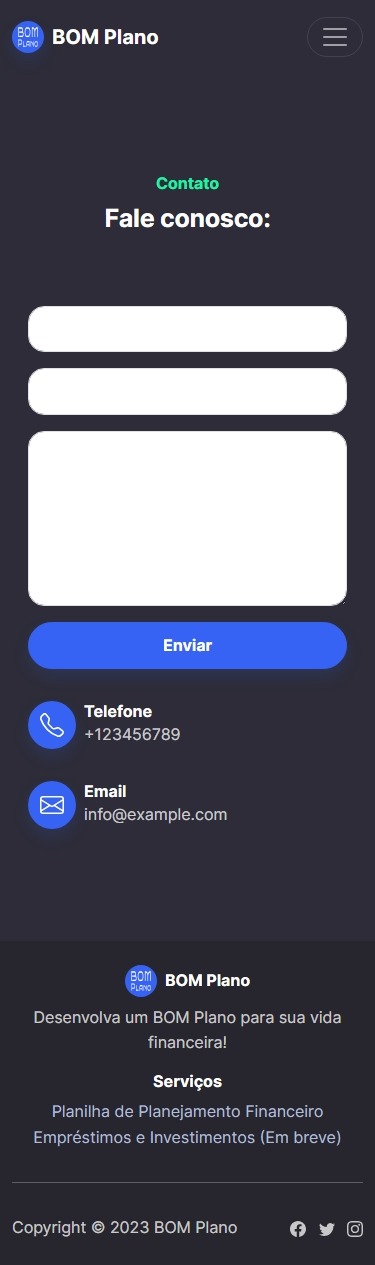 BOM Plano
BOM Plano
Contato
Fale conosco:
Enviar
Telefone
+123456789
Email
info@example.com
BOM Plano
BOM Plano
Desenvolva um BOM Plano para sua vida
financeira!
Serviços
Planilha de Planejamento Financeiro
Empréstimos e Investimentos (Em breve)
Copyright © 2023 BOM Plano